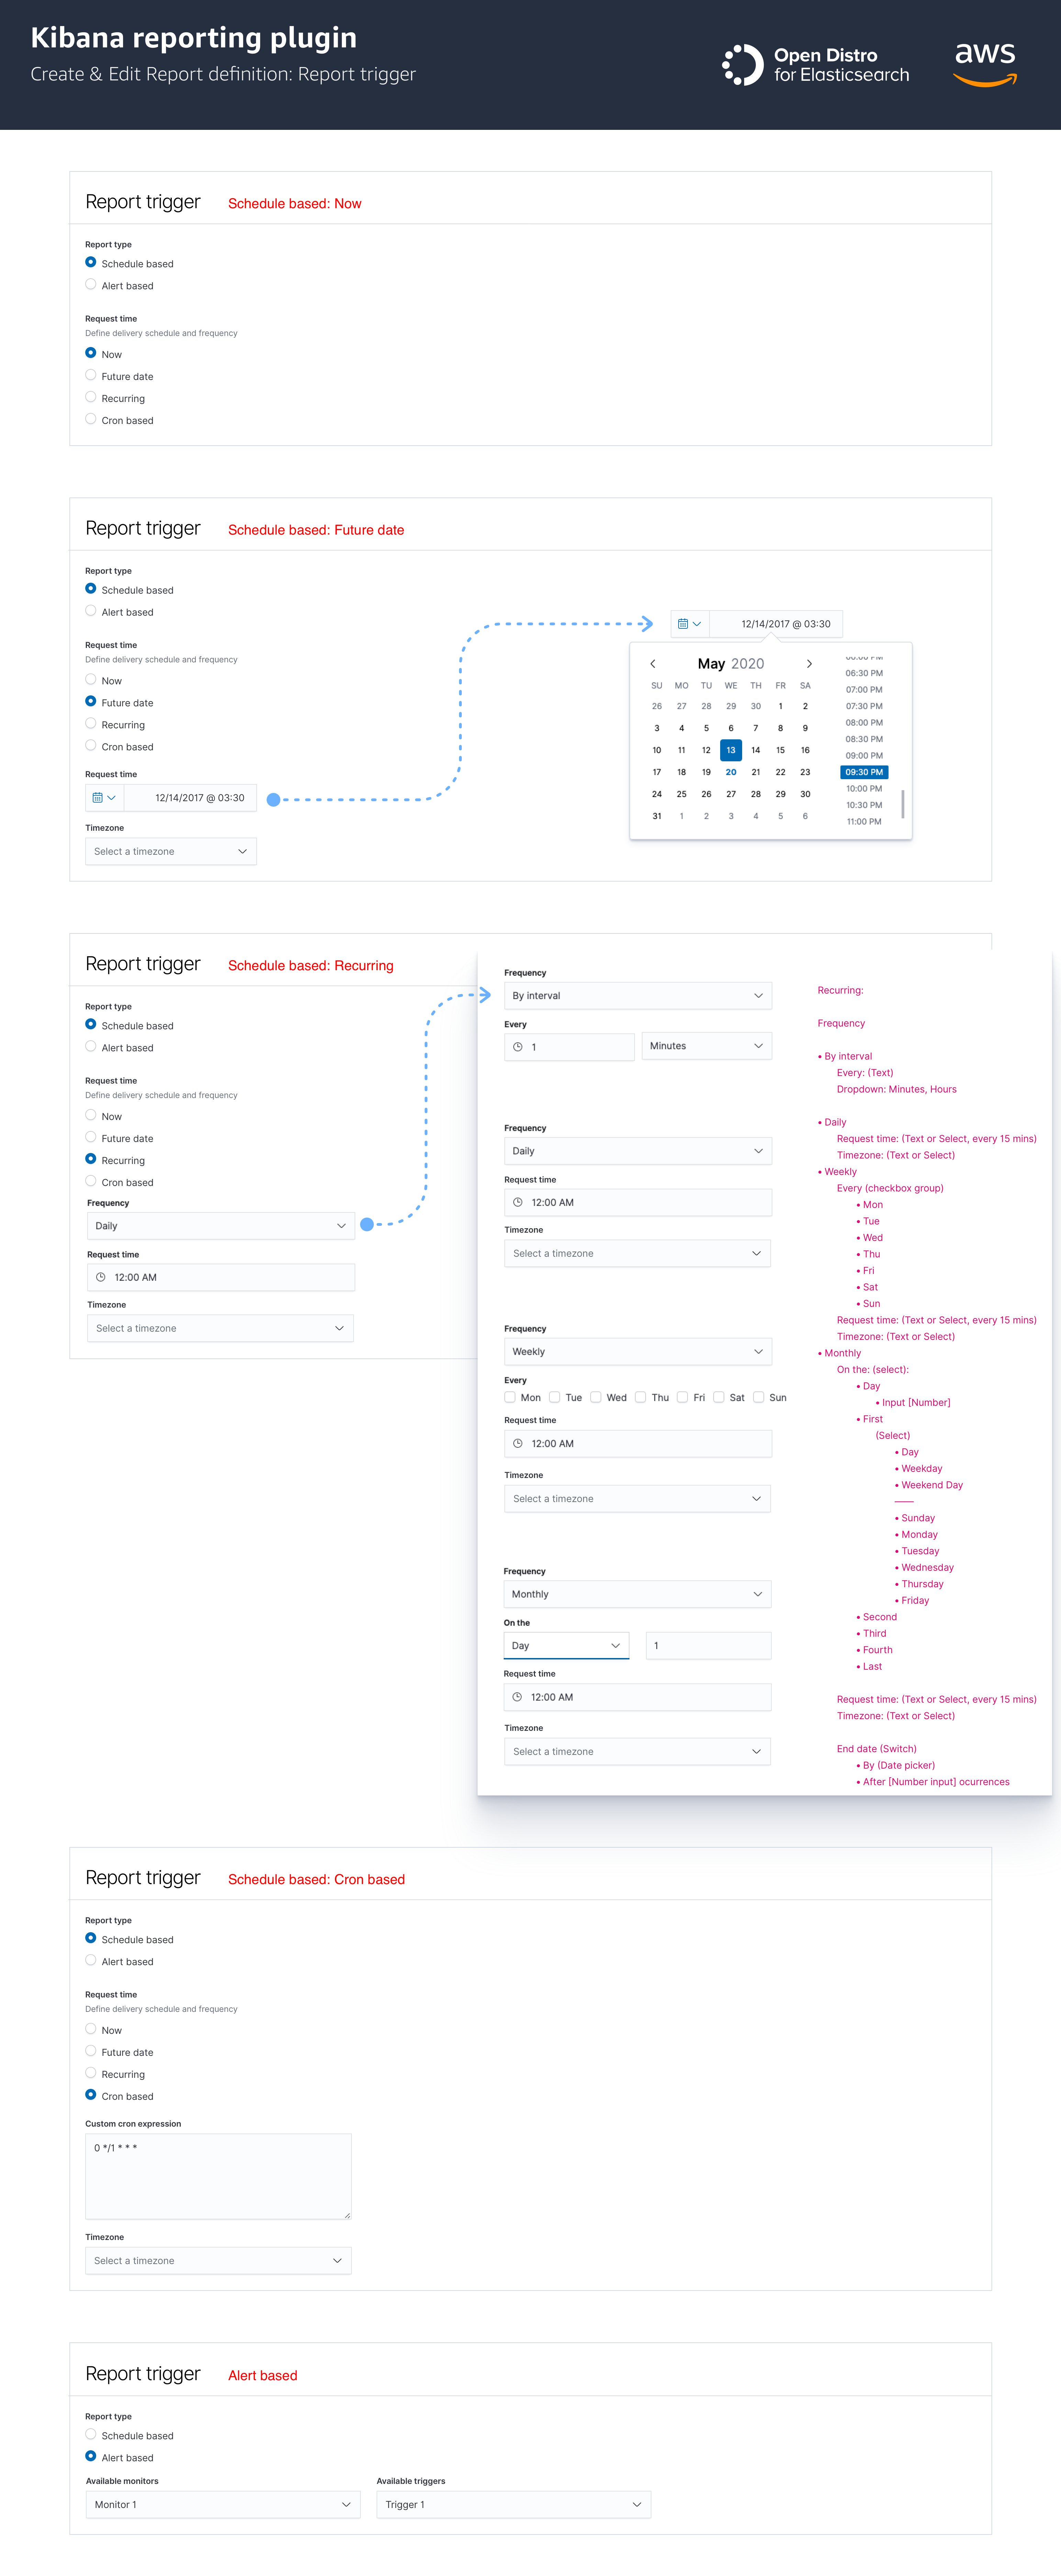 Kibana reporting plugin
Create & Edit Report definition: Report trigger
Open Distro
for Elasticsearch
aws
Report trigger Schedule based: Now
Report type
Schedule based
Alert based
Request time
Define delivery schedule and frequency
Now
Future date
Recurring
Cron based
Report trigger Schedule based: Future date
Report type
Schedule based
Alert based
Request time
Define delivery schedule and frequency
Now
Future date
Recurring
Cron based
Request time
12/14/2017 @ 03:30
Timezone
Select a timezone
12/14/2017 @ 03:30
May 2020
SU MO TU WE TH FR SA
26 27 28 29 30 1 2
3 4 5 6 7 8 9
10 11 12 13 14 15 16
17 18 19 20 21 22 23
24 25 26 27 28 29 30
31 1 2 3 4 5 6
06:30 PM
07:00 PM
07:30 PM
08:00 PM
08:30 PM
09:00 PM
09:30 PM
10:00 PM
10:30 PM
11:00 PM
Report trigger Schedule based: Recurring
Report type
Schedule based
Alert based
Request time
Define delivery schedule and frequency
Now
Future date
Recurring
Cron based
Frequency
Daily
Request time
12:00 AM
Timezone
Select a timezone
Frequency
By interval
Every
1 Minutes
Frequency
Daily
Request time
12:00 AM
Timezone
Select a timezone
Frequency
Weekly
Every
Mon Tue Wed Thu Fri Sat Sun
Request time
12:00 AM
Timezone
Select a timezone
Frequency
Monthly
On the
Day 1
Request time
12:00 AM
Timezone
Select a timezone
Recurring:
Frequency
• By interval
Every: (Text)
Dropdown: Minutes, Hours
• Daily
Request time: (Text or Select, every 15 mins)
Timezone: (Text or Select)
• Weekly
Every (checkbox group)
• Mon
• Tue
• Wed
• Thu
• Fri
• Sat
• Sun
Request time: (Text or Select, every 15 mins)
Timezone: (Text or Select)
• Monthly
On the: (select):
• Day
• Input [Number]
• First
(Select)
• Day
• Weekday
• Weekend Day
——
• Sunday
• Monday
• Tuesday
• Wednesday
• Thursday
• Friday
• Second
• Third
• Fourth
• Last
Request time: (Text or Select, every 15 mins)
Timezone: (Text or Select)
End date (Switch)
• By (Date picker)
• After [Number input] ocurrences
Report trigger Schedule based: Cron based
Report type
Schedule based
Alert based
Request time
Define delivery schedule and frequency
Now
Future date
Recurring
Cron based
Custom cron expression
0 */1 * * *
Timezone
Select a timezone
Report trigger Alert based
Report type
Schedule based
Alert based
Available monitors Available triggers
Monitor 1 Trigger 1